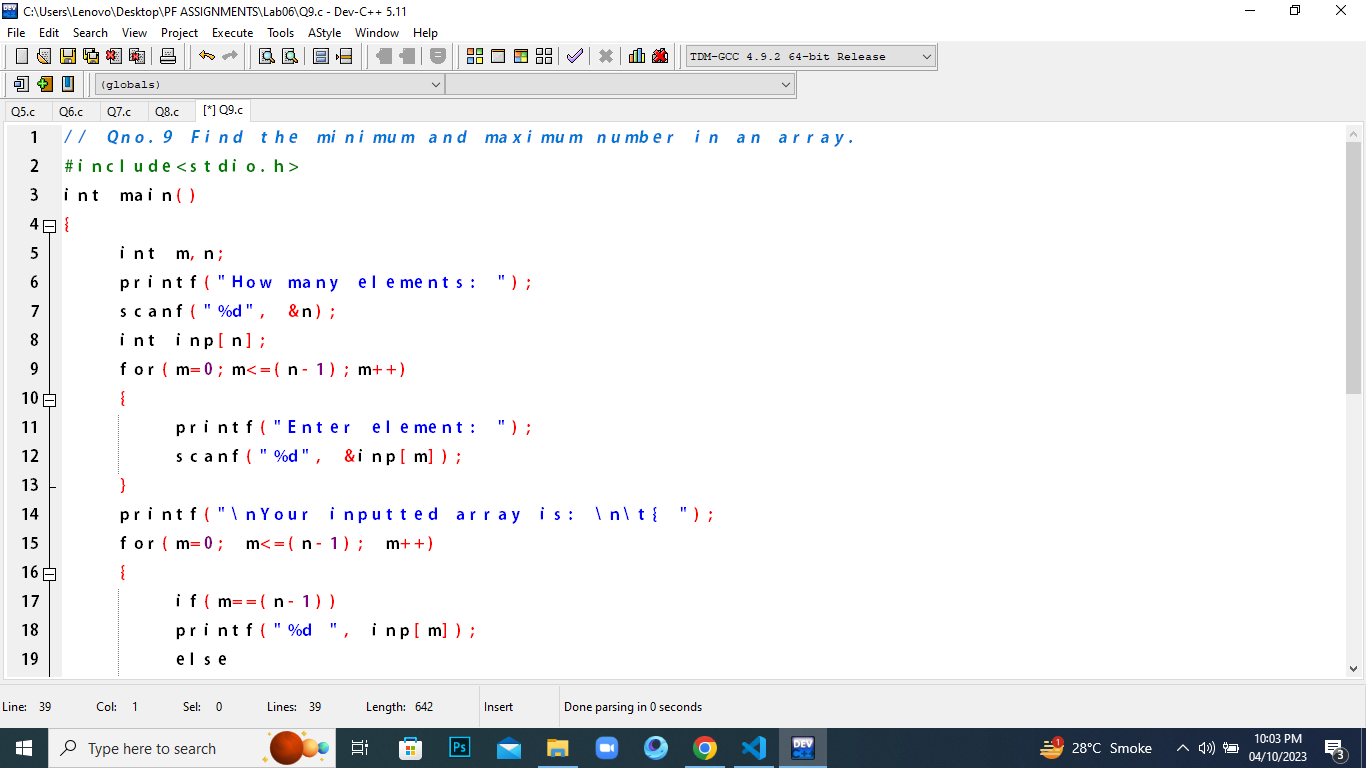 C:\Users\Lenovo\Desktop\PF ASSIGNMENTS\Lab06\Q9.c - Dev-C++ 5.11
File Edit Search View Project Execute Tools AStyle Window Help
TDM-GCC 4.9.2 64-bit Release
(globals)
Q5.c Q6.c Q7.c Q8.c [*] Q9.c
1 // Qno.9 Find the minimum and maximum number in an array.
2 #include<stdio.h>
3 int main()
4 {
5 int m,n;
6 printf("How many elements: ");
7 scanf("%d", &n);
8 int inp[n];
9 for(m=0;m<=(n-1);m++)
10 {
11 printf("Enter element: ");
12 scanf("%d", &inp[m]);
13 }
14 printf("\nYour inputted array is: \n\t{ ");
15 for(m=0; m<=(n-1); m++)
16 {
17 if(m==(n-1))
18 printf("%d ", inp[m]);
19 else
Line: 39 Col: 1 Sel: 0 Lines: 39 Length: 642 Insert Done parsing in 0 seconds
Type here to search Ps DEV 1 28°C Smoke 10:03 PM
04/10/2023 3